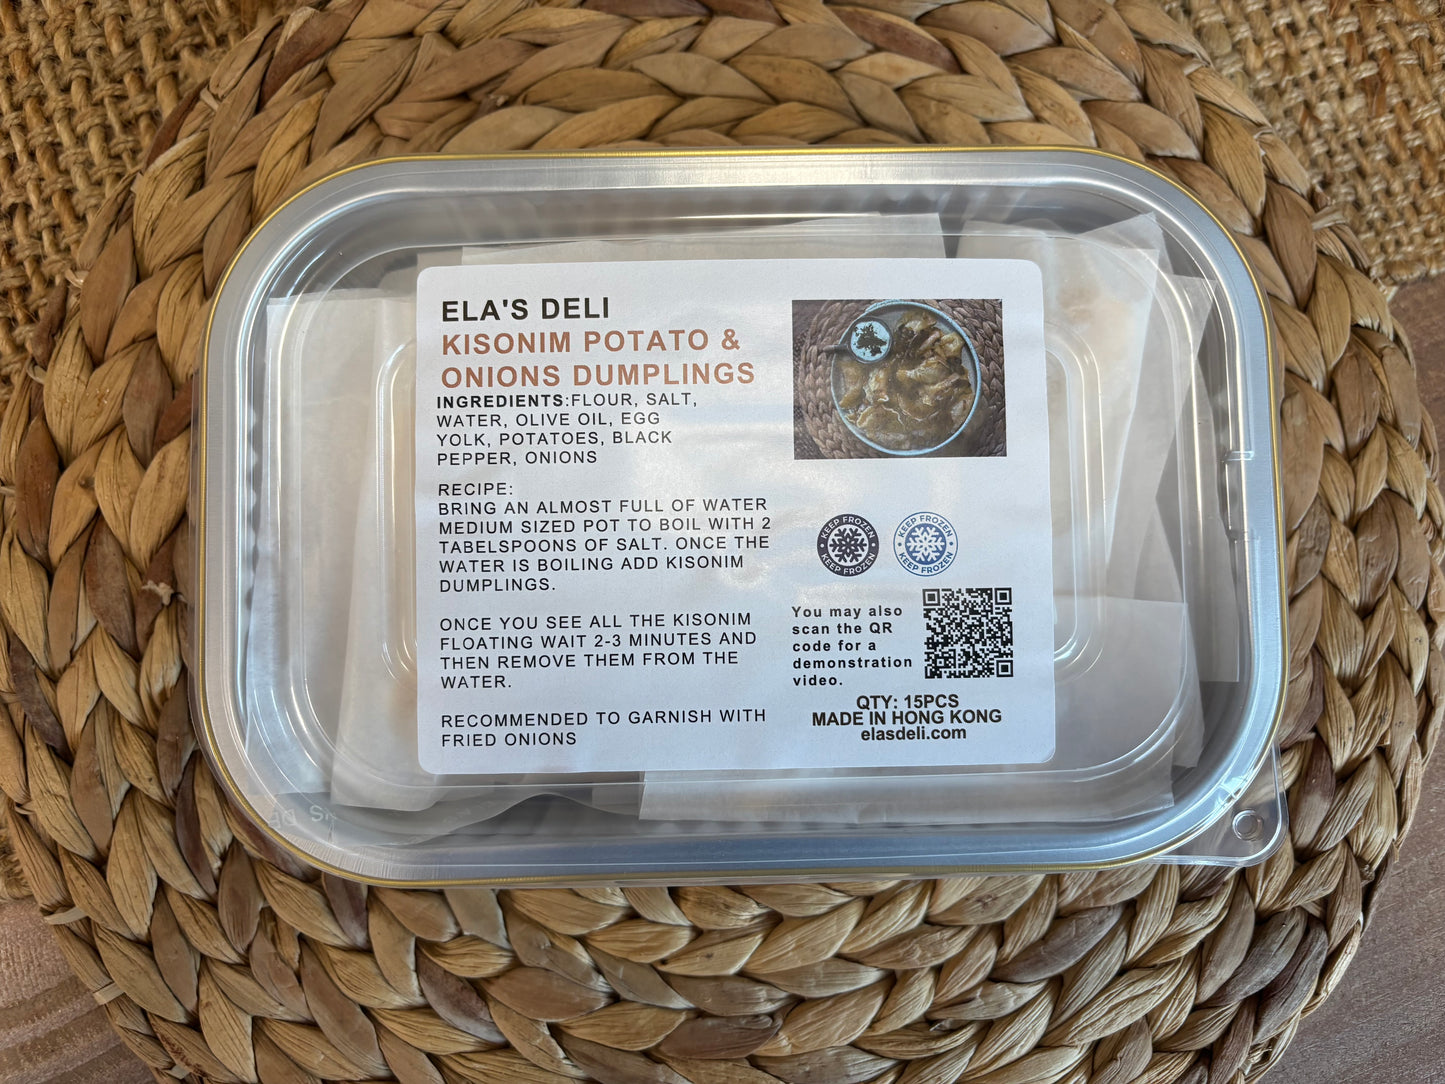 ELA'S DELI
KISONIM POTATO &
ONIONS DUMPLINGS
INGREDIENTS:FLOUR, SALT,
WATER, OLIVE OIL, EGG
YOLK, POTATOES, BLACK
PEPPER, ONIONS
RECIPE:
BRING AN ALMOST FULL OF WATER
MEDIUM SIZED POT TO BOIL WITH 2
TABELSPOONS OF SALT. ONCE THE
WATER IS BOILING ADD KISONIM
DUMPLINGS.
ONCE YOU SEE ALL THE KISONIM
FLOATING WAIT 2-3 MINUTES AND
THEN REMOVE THEM FROM THE
WATER.
RECOMMENDED TO GARNISH WITH
FRIED ONIONS
KEEP FROZEN
KEEP FROZEN
KEEP FROZEN
KEEP FROZEN
You may also
scan the QR
code for a
demonstration
video.
QTY: 15PCS
MADE IN HONG KONG
elasdeli.com